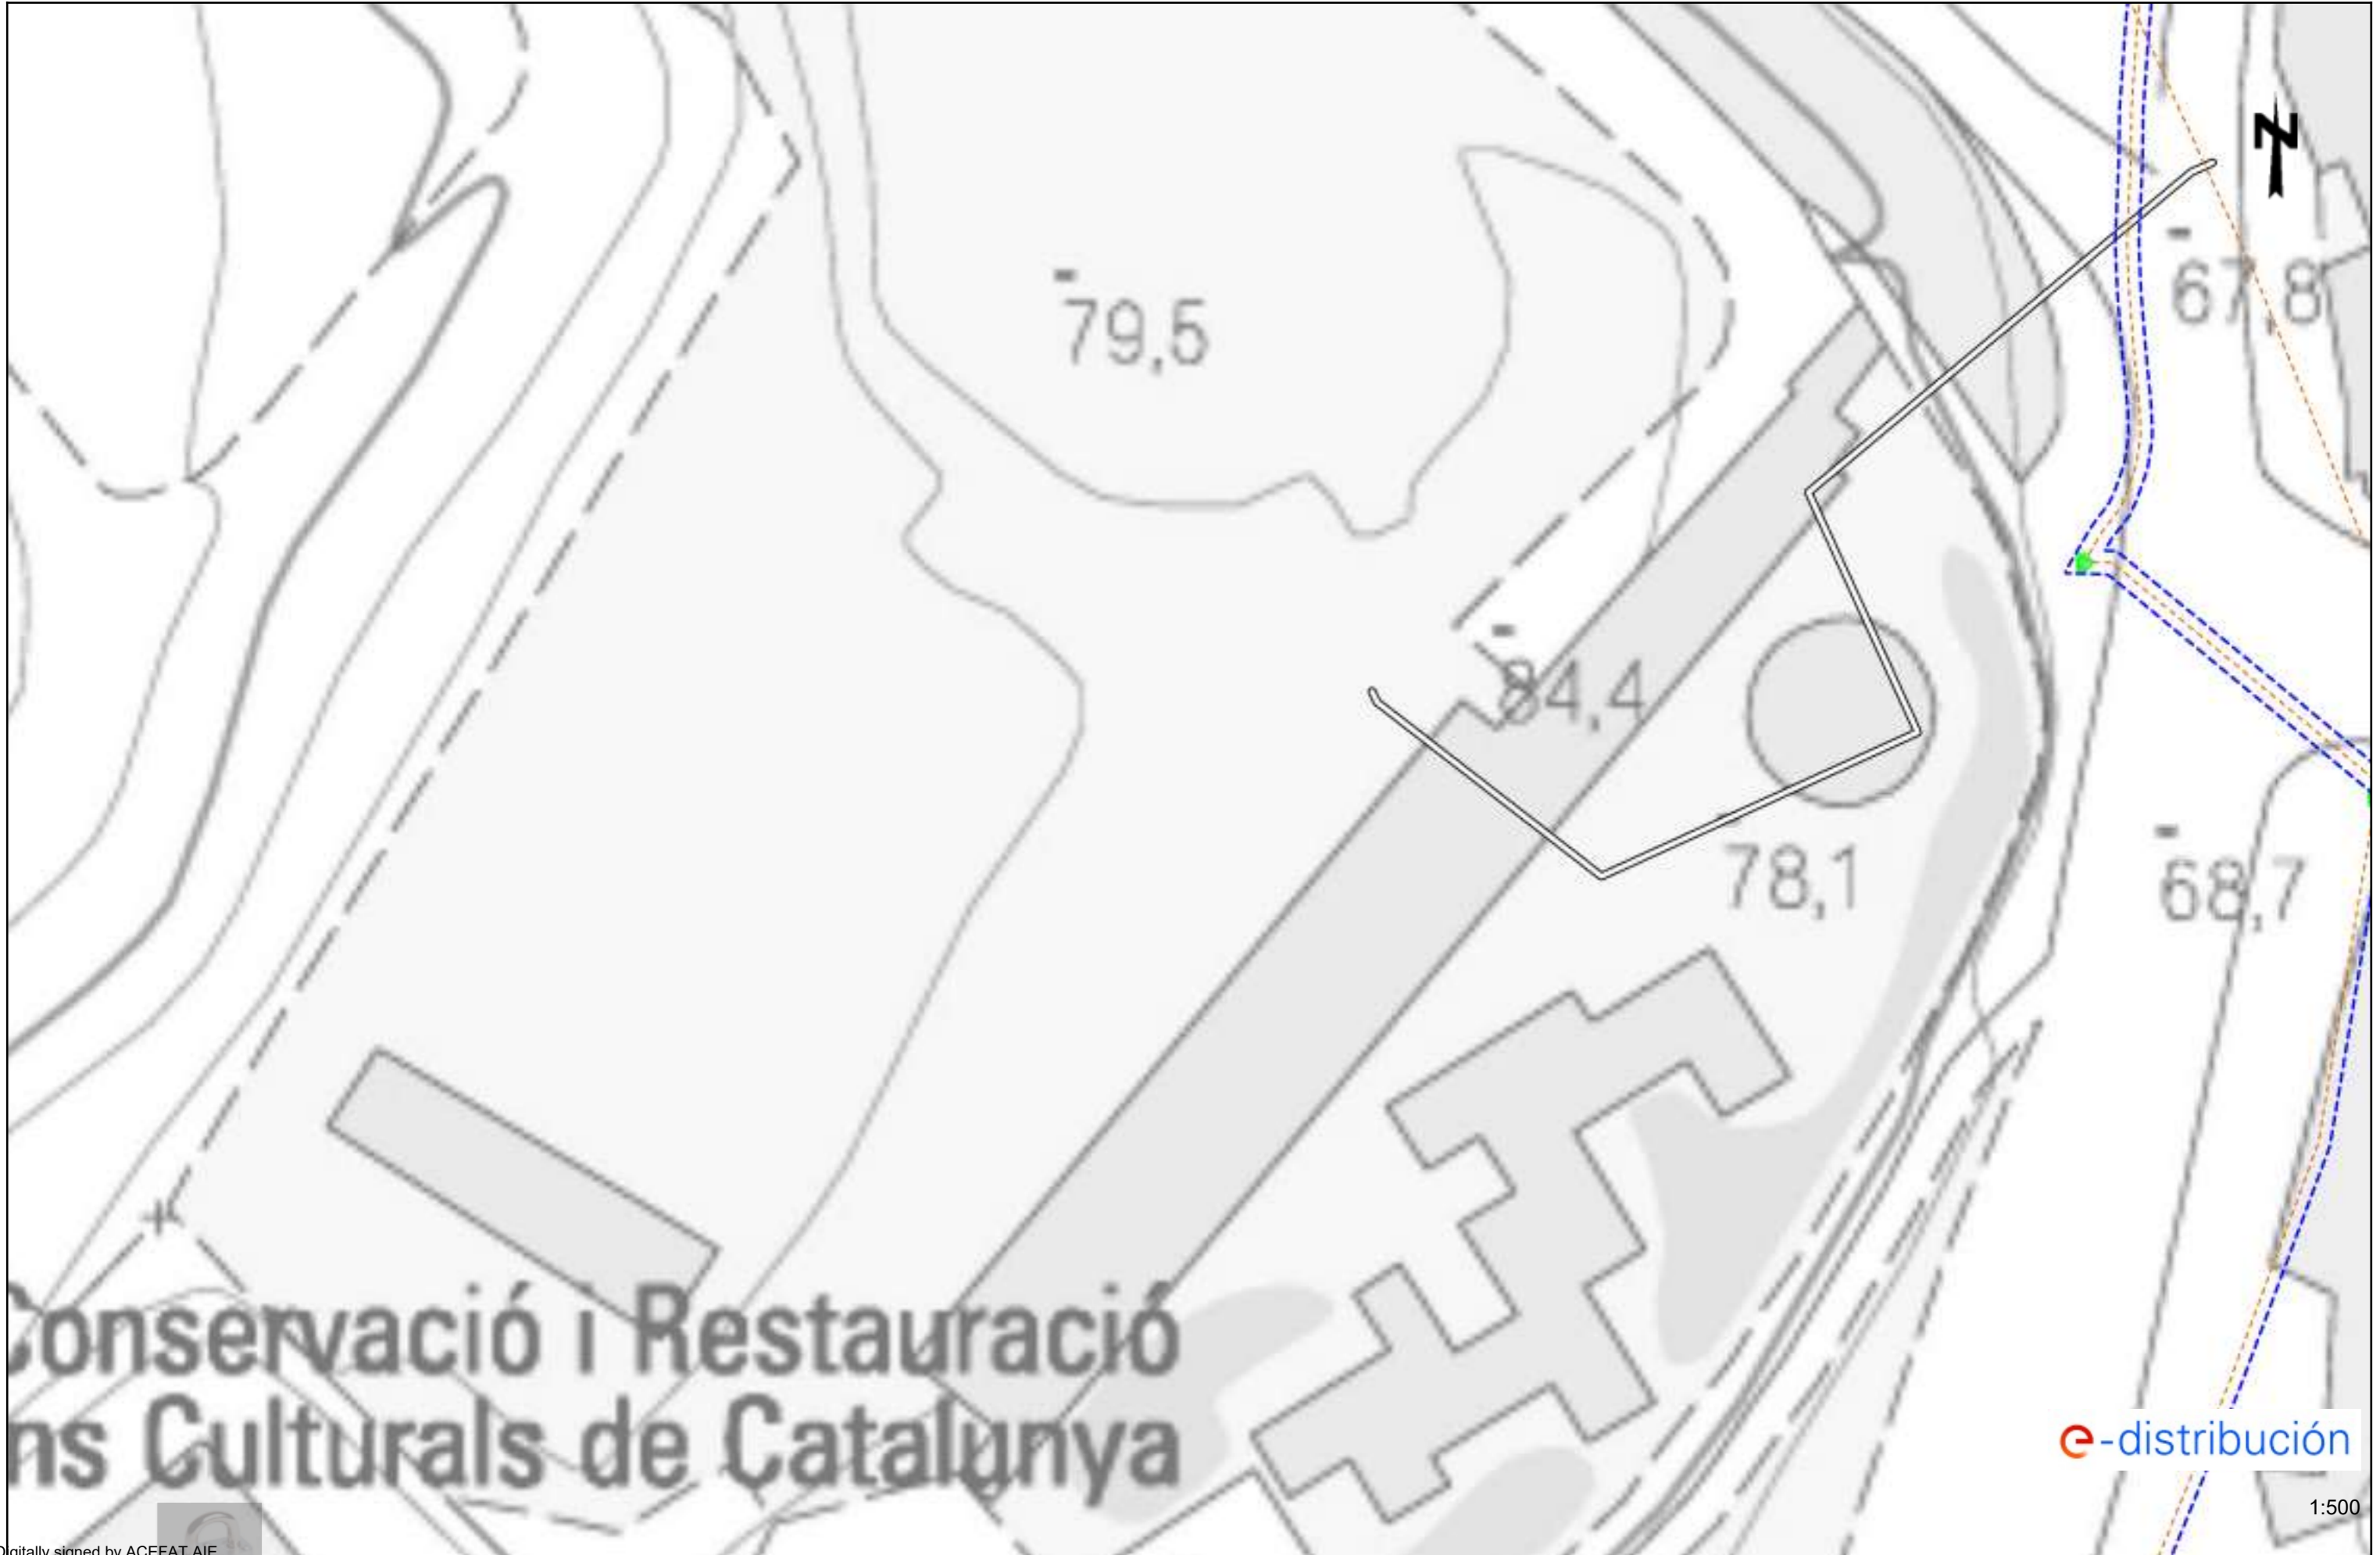 N
67,8
79,5
84,4
78,1
68,7
onservació i Restauració
ns Culturals de Catalunya
e-distribución
1:500
Digitally signed by ACEFAT AIE